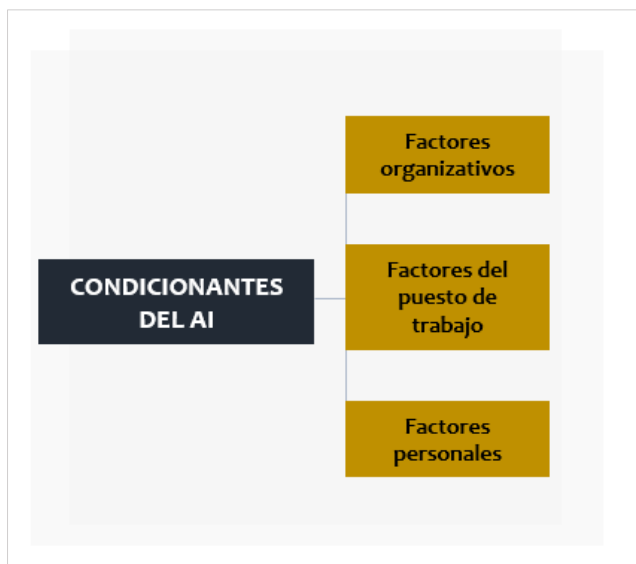 Factores
organizativos
CONDICIONANTES
DEL AI
Factores del
puesto de
trabajo
Factores
personales